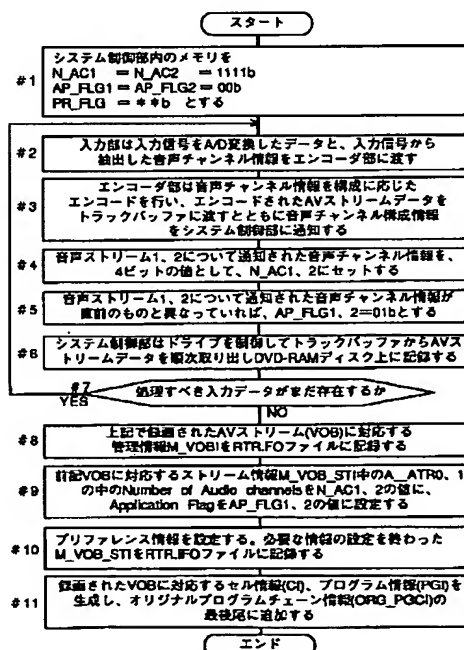 スタート
#1
システム制御部内のメモリを
N_AC1 = N_AC2 = 1111b
AP_FLG1 = AP_FLG2 = 00b
PR_FLG = **b とする
#2
入力部は入力信号をA/D変換したデータと、入力信号から
抽出した音声チャンネル情報をエンコーダ部に渡す
#3
エンコーダ部は音声チャンネル情報を構成に応じた
エンコードを行い、エンコードされたAVストリームデータを
トラックバッファに渡すとともに音声チャンネル構成情報
をシステム制御部に通知する
#4
音声ストリーム1、2について通知された音声チャンネル情報を、
4ビットの値として、N_AC1、2にセットする
#5
音声ストリーム1、2について通知された音声チャンネル情報が
直前のものと異なっていれば、AP_FLG1、2=01bとする
#6
システム制御部はドライブを制御してトラックバッファからAVス
トリームデータを順次取り出しDVD-RAMディスク上に記録する
#7
処理すべき入力データがまだ存在するか
YES
NO
#8
上記で録画されたAVストリーム(VOB)に対応する
管理情報M_VOBIをRTR.IFOファイルに記録する
#9
前記VOBに対応するストリーム情報M_VOB_STI中のA_ATR0、1
の中のNumber of Audio channelsをN_AC1、2の値に、
Application FlagをAP_FLG1、2の値に設定する
#10
プリファレンス情報を設定する。必要な情報の設定を終わった
M_VOB_STIをRTR.IFOファイルに記録する
#11
録画されたVOBに対応するセル情報(CI)、プログラム情報(PGI)を
生成し、オリジナルプログラムチェーン情報(ORG_PGCI)の
最後尾に追加する
エンド